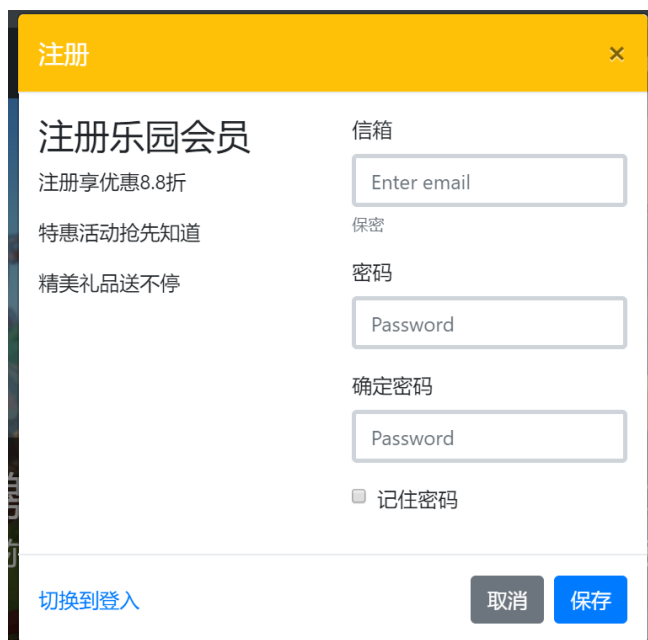 注册
×
注册乐园会员
注册享优惠8.8折
特惠活动抢先知道
精美礼品送不停
信箱
Enter email
保密
密码
Password
确定密码
Password
记住密码
切换到登入
取消
保存